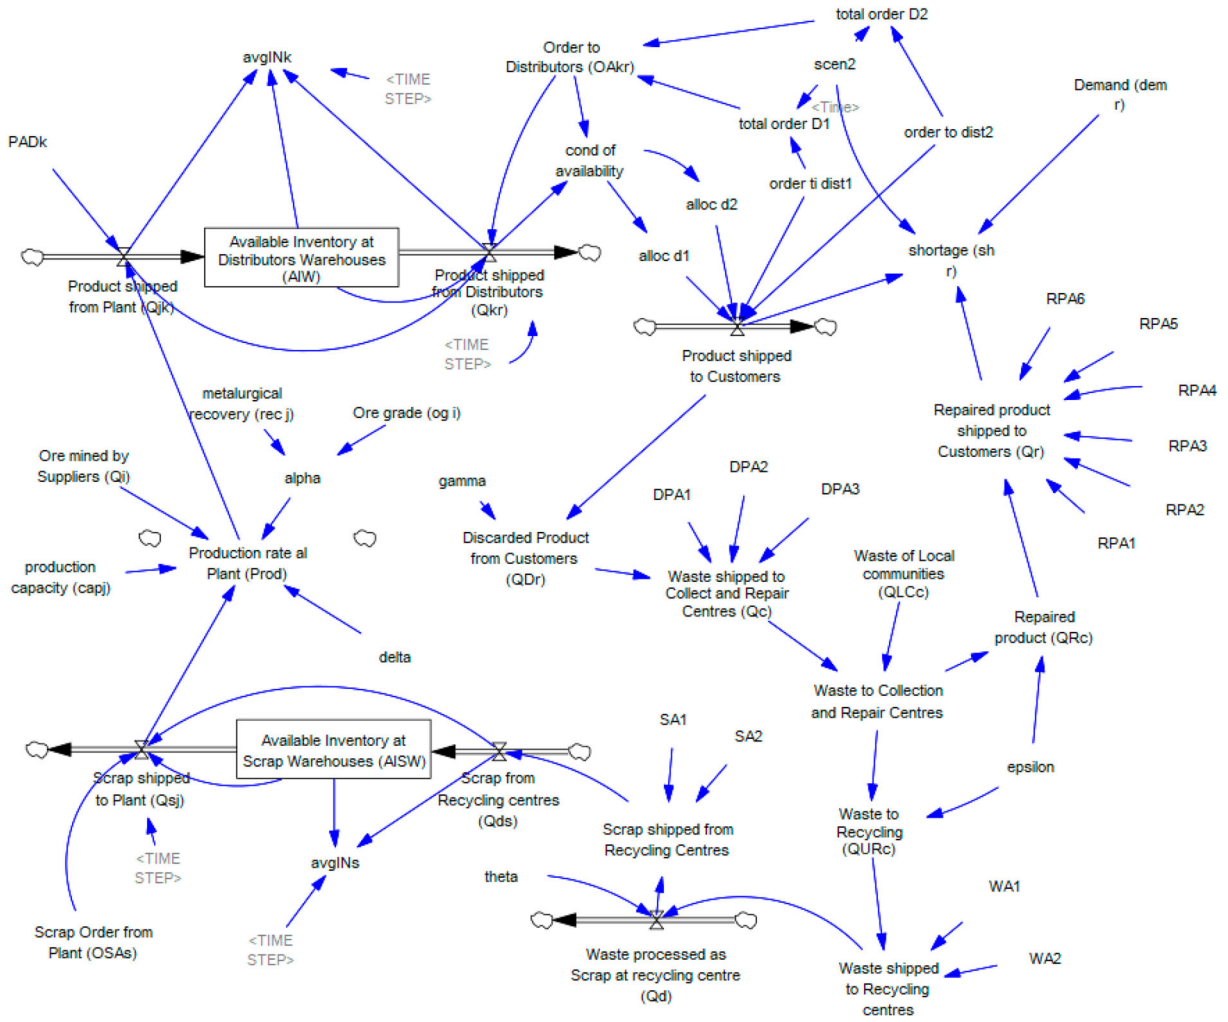 total order D2
avgINk
Order to
Distributors (OAkr)
scen2
<TIME
STEP>
Demand (dem
r)
<Time>
total order D1
order to dist2
PADk
cond of
availability
order ti dist1
alloc d2
Available Inventory at
Distributors Warehouses
(AIW)
alloc d1
shortage (sh
r)
Product shipped
from Plant (Qjk)
Product shipped
from Distributors
(Qkr)
RPA6
RPA5
<TIME
STEP>
Product shipped
to Customers
metalurgical
recovery (rec j)
Ore grade (og i)
RPA4
Repaired product
shipped to
Customers (Qr)
RPA3
Ore mined by
Suppliers (Qi)
alpha
gamma
DPA2
DPA1
DPA3
RPA2
RPA1
Production rate al
Plant (Prod)
Discarded Product
from Customers
(QDr)
production
capacity (capj)
Waste shipped to
Collect and Repair
Centres (Qc)
Waste of Local
communities
(QLCc)
Repaired
product (QRc)
delta
Waste to Collection
and Repair Centres
SA1
SA2
Available Inventory at
Scrap Warehouses (AISW)
Scrap shipped
to Plant (Qsj)
Scrap from
Recycling centres
(Qds)
epsilon
Scrap shipped from
Recycling Centres
Waste to
Recycling
(QURc)
<TIME
STEP>
avgINs
theta
WA1
Scrap Order from
Plant (OSAs)
<TIME
STEP>
Waste processed as
Scrap at recycling centre
(Qd)
Waste shipped
to Recycling
centres
WA2